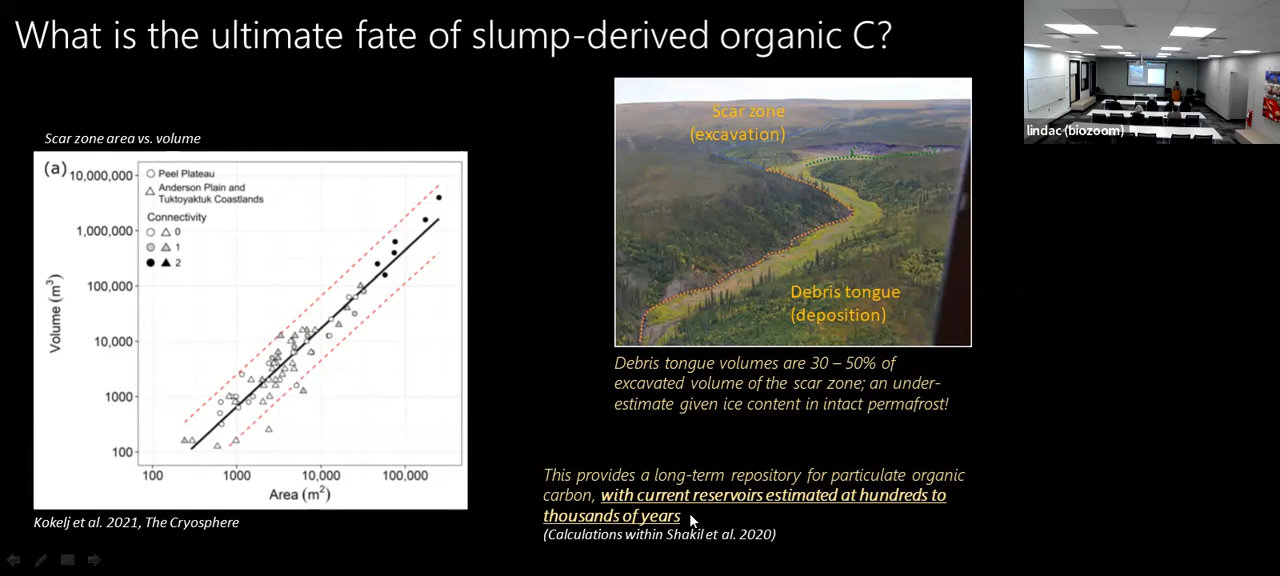 What is the ultimate fate of slump-derived organic C?
lindac (biozoom)
Scar zone area vs. volume
(a)
10,000,000
1,000,000
100,000
10,000
1000
100
Volume (m³)
Peel Plateau
Anderson Plain and
Tuktoyaktuk Coastlands
Connectivity
0
1
2
100
1000
10,000
100,000
Area (m²)
Kokelj et al. 2021, The Cryosphere
Scar zone
(excavation)
Debris tongue
(deposition)
Debris tongue volumes are 30 – 50% of
excavated volume of the scar zone; an under-
estimate given ice content in intact permafrost!
This provides a long-term repository for particulate organic
carbon, with current reservoirs estimated at hundreds to
thousands of years
(Calculations within Shakil et al. 2020)